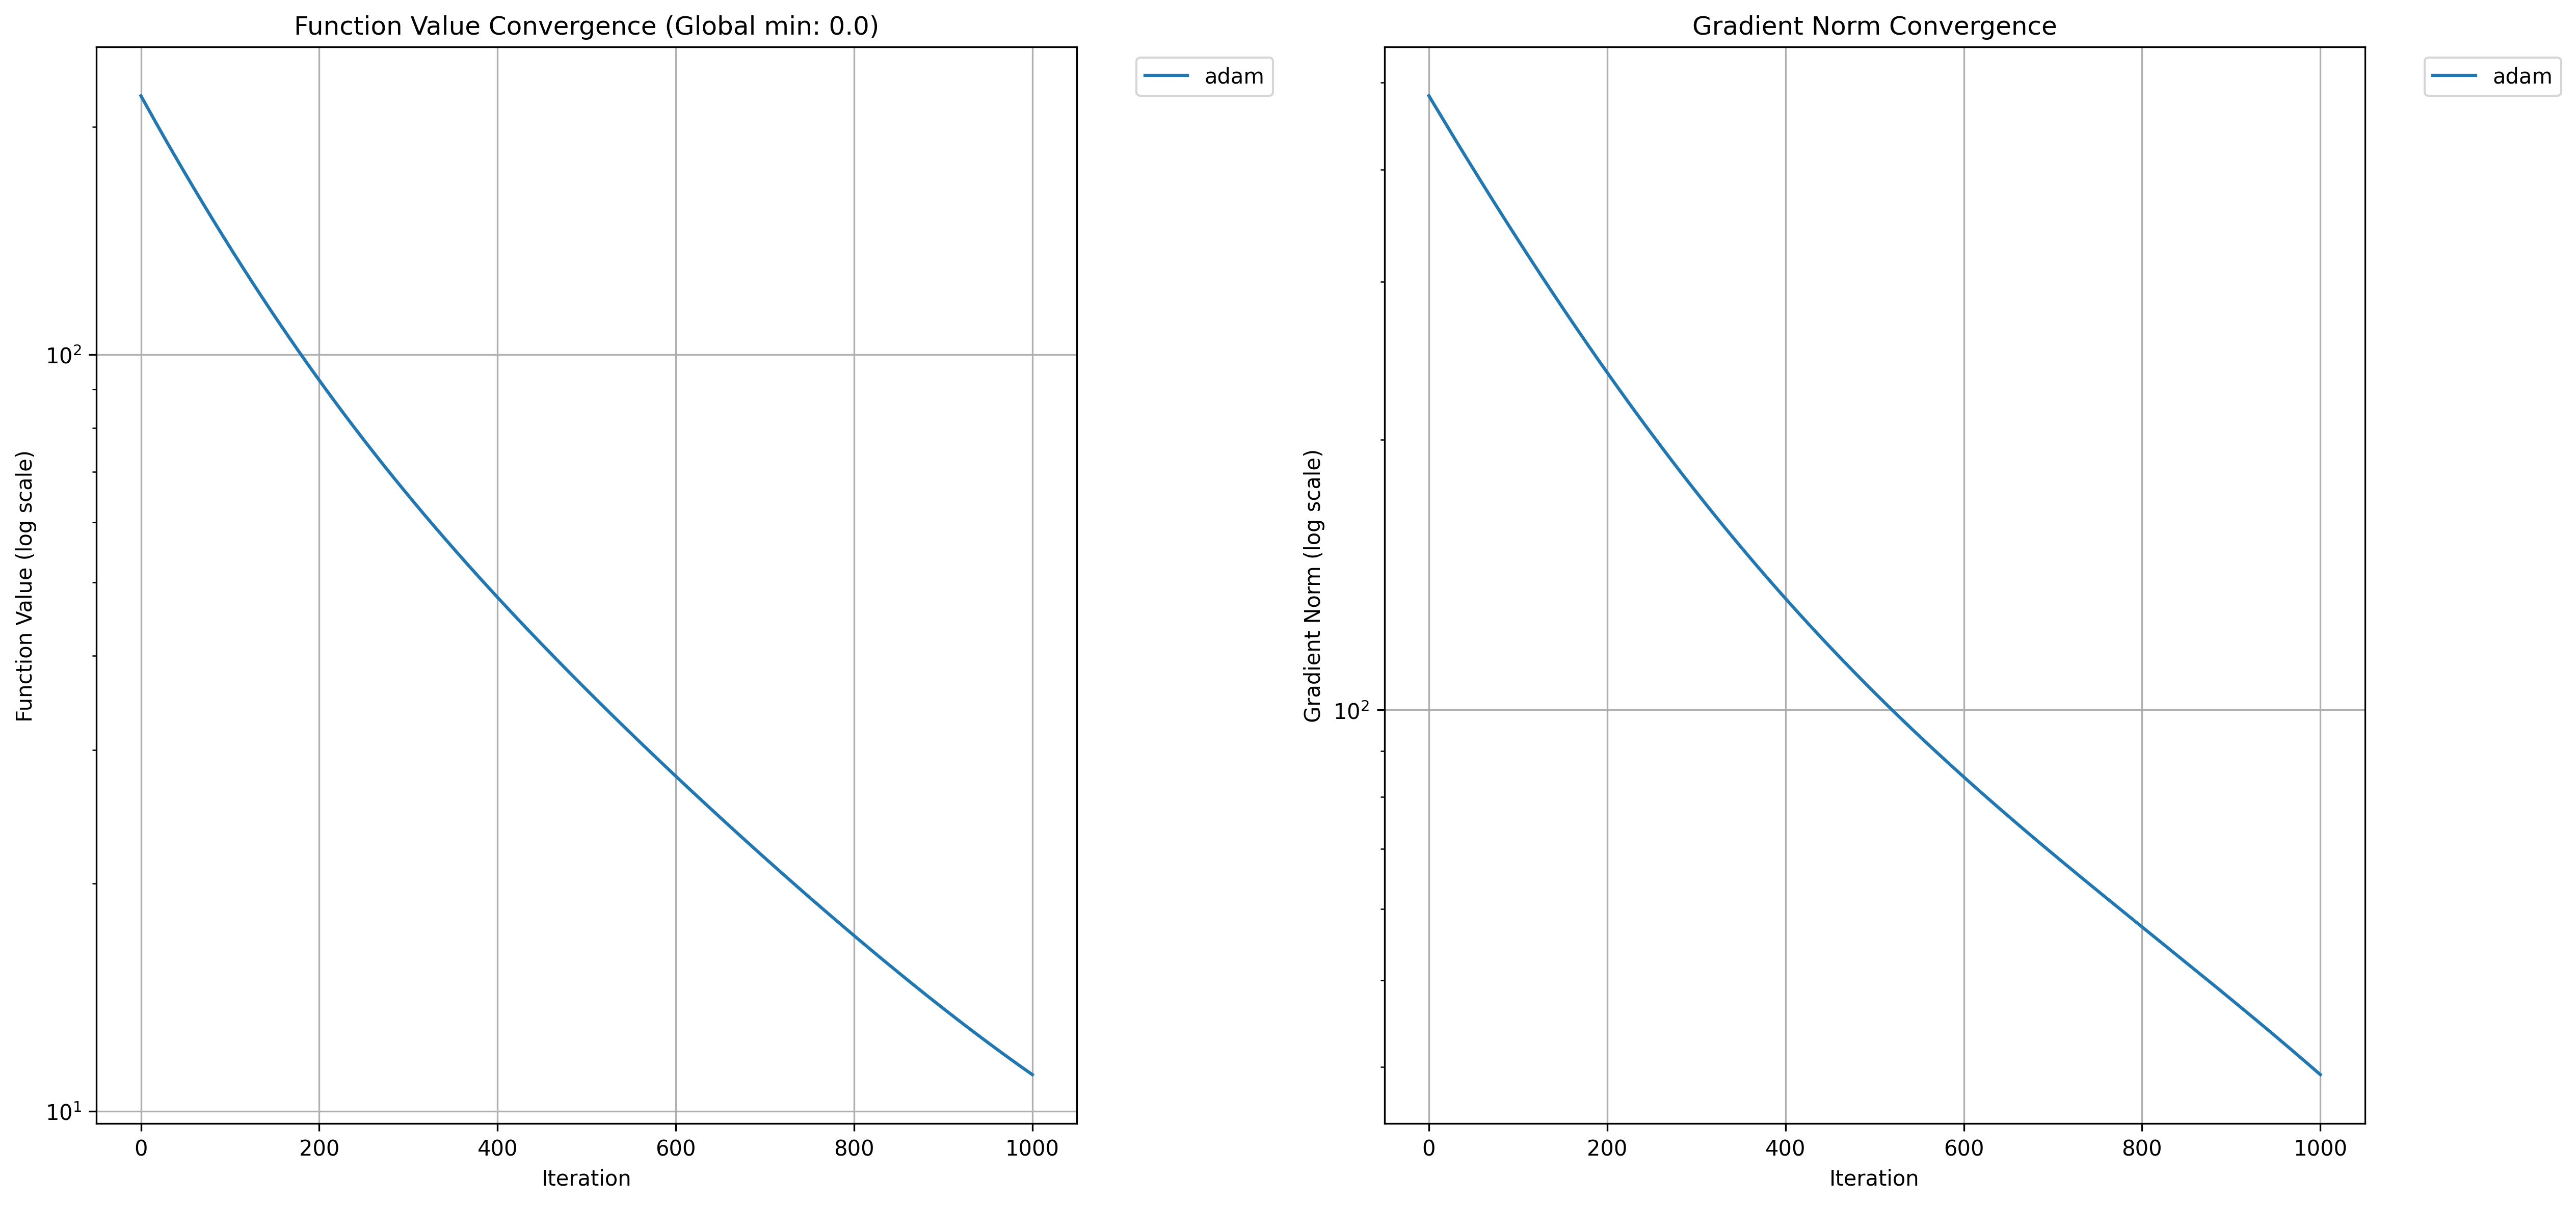 Function Value Convergence (Global min: 0.0)
adam
Function Value (log scale)
10²
10¹
0 200 400 600 800 1000
Iteration
Gradient Norm Convergence
adam
Gradient Norm (log scale)
10²
0 200 400 600 800 1000
Iteration